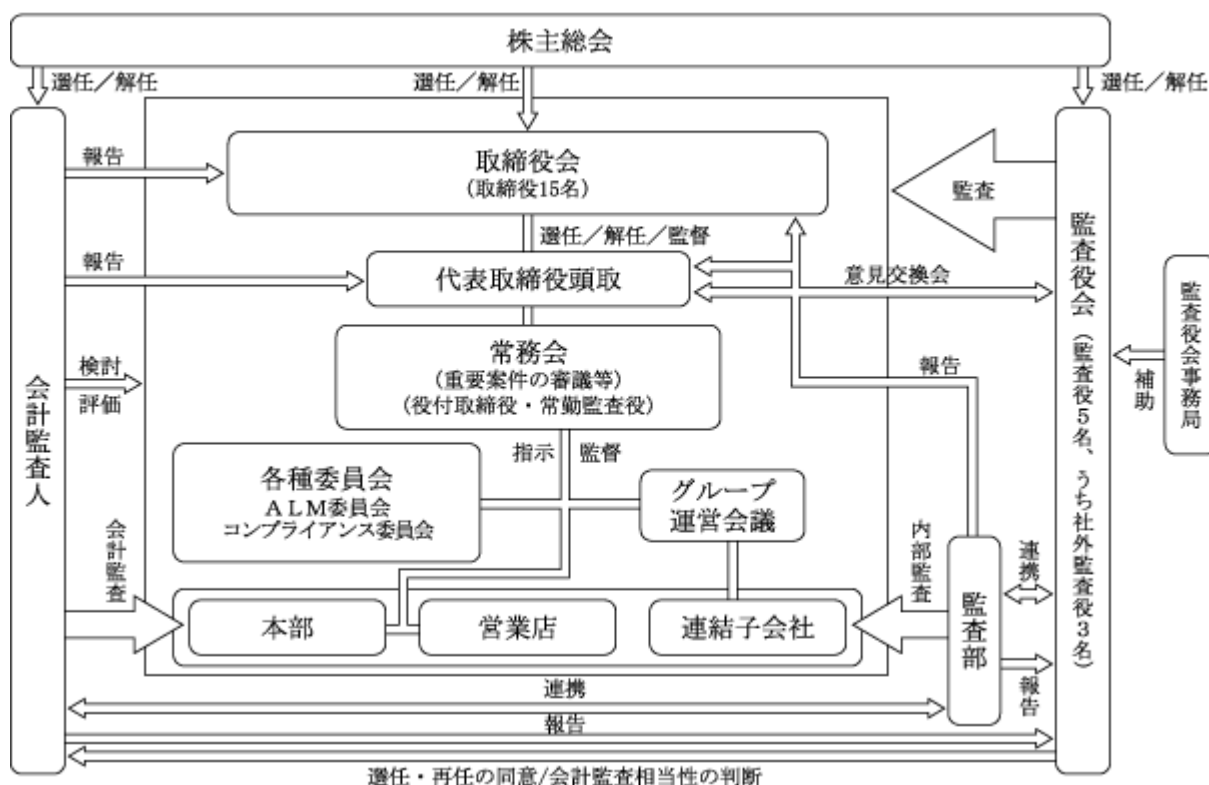 株主総会
選任／解任
選任／解任
選任／解任
報告
取締役会
(取締役15名)
監査
選任／解任／監督
報告
代表取締役頭取
意見交換会
検討
評価
常務会
(重要案件の審議等)
(役付取締役・常勤監査役)
報告
補助
監査役会事務局
会計監査人
監査役会(監査役5名、うち社外監査役3名)
指示
監督
各種委員会
ＡＬＭ委員会
コンプライアンス委員会
グループ
運営会議
会計監査
内部監査
連携
本部
営業店
連結子会社
監査部
報告
連携
報告
選任・再任の同意/会計監査相当性の判断